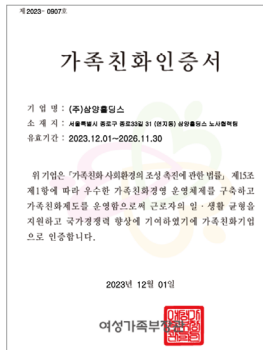 제 2023- 0907호
가족친화인증서
기 업 명 : (주)삼양홀딩스
소 재 지 : 서울특별시 종로구 종로33길 31 (연지동) 삼양홀딩스 노사협력팀
유효기간 : 2023.12.01~2026.11.30
위 기업은 「가족친화 사회환경의 조성 촉진에 관한 법률」 제15조
제1항에 따라 우수한 가족친화경영 운영체제를 구축하고
가족친화제도를 운영함으로써 근로자의 일 · 생활 균형을
지원하고 국가경쟁력 향상에 기여하였기에 가족친화기업
으로 인증합니다.
2023년 12월 01일
여성가족부장관